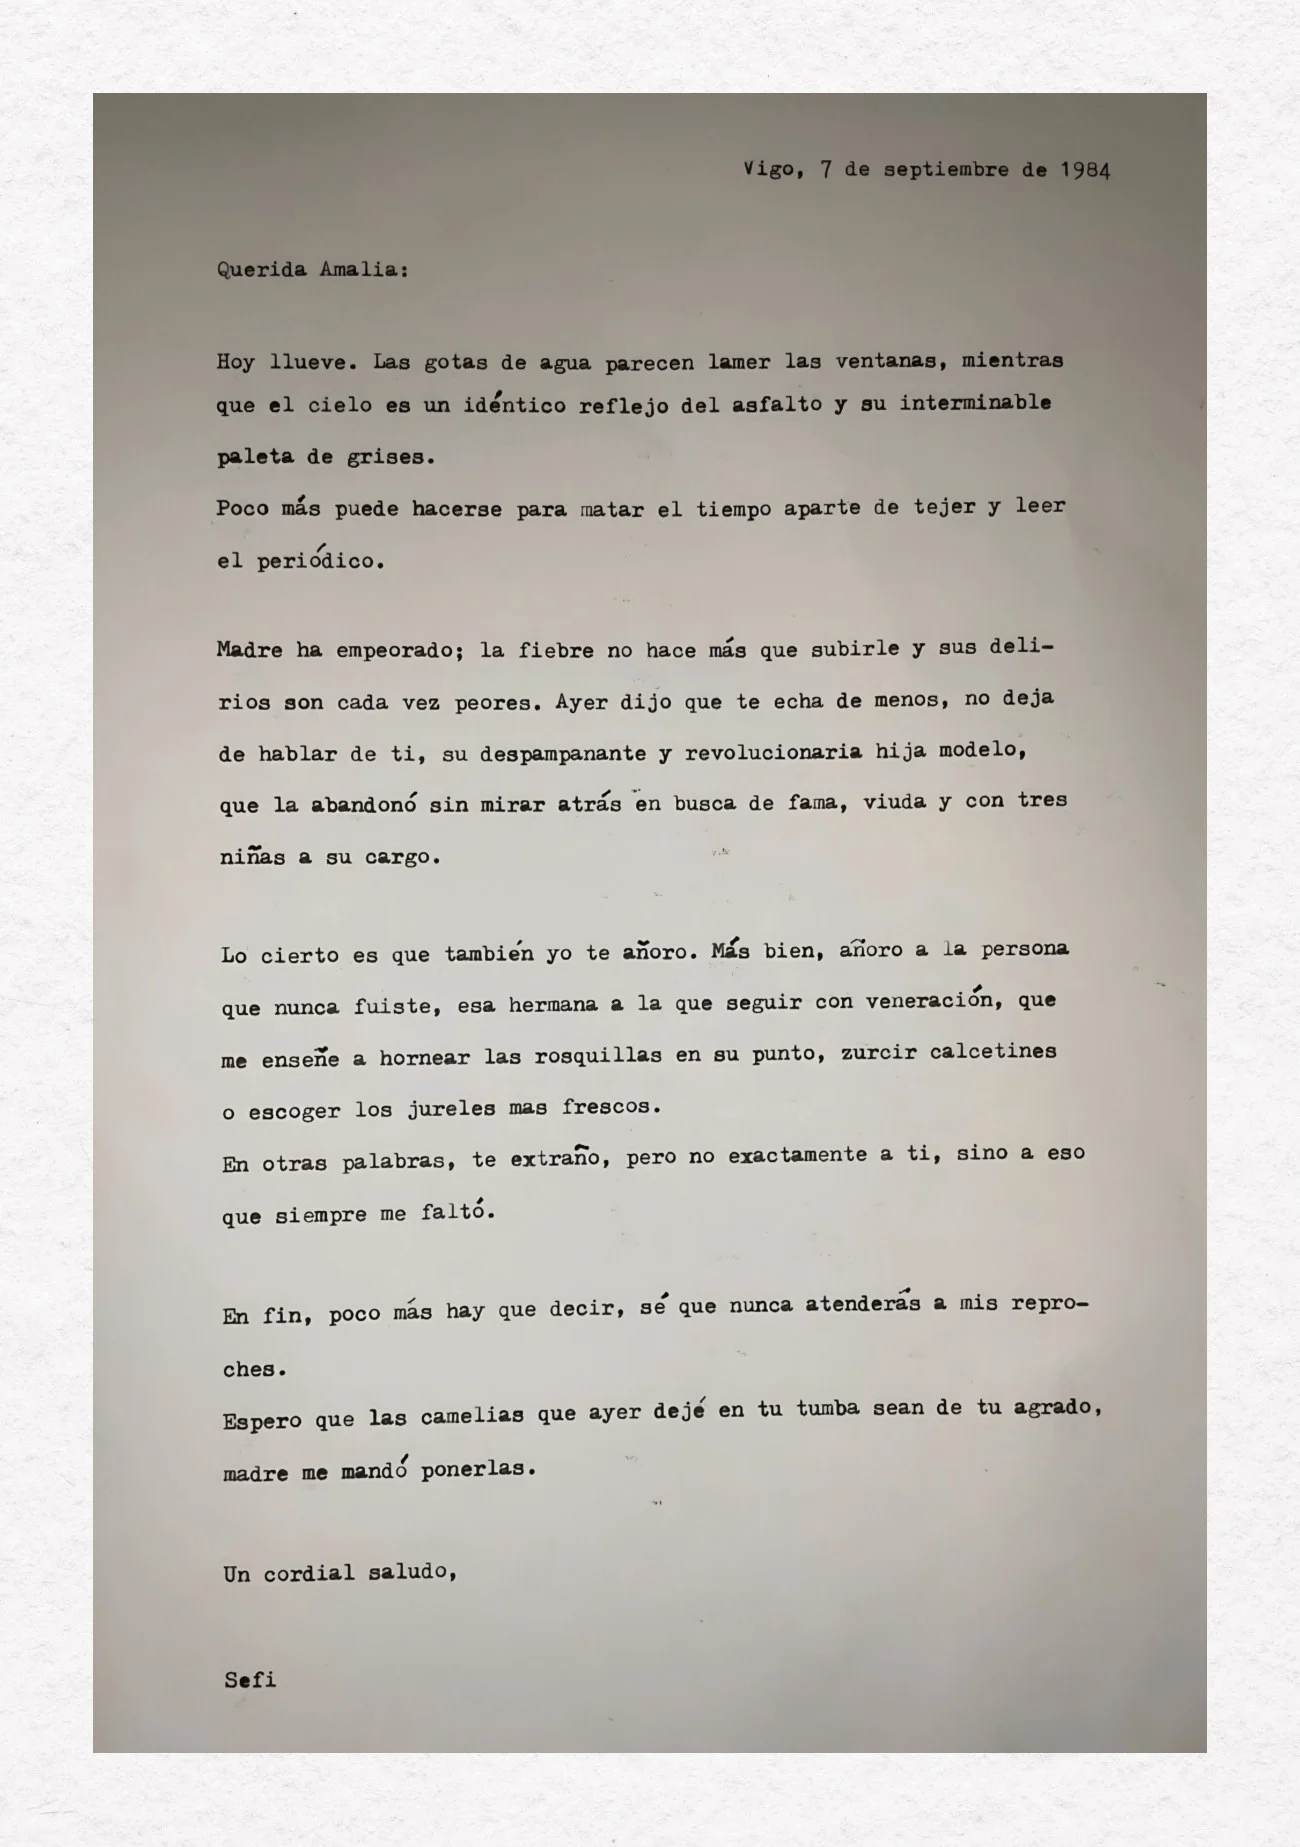 Vigo, 7 de septiembre de 1984
Querida Amalia:
Hoy llueve. Las gotas de agua parecen lamer las ventanas, mientras
que el cielo es un idéntico reflejo del asfalto y su interminable
paleta de grises.
Poco más puede hacerse para matar el tiempo aparte de tejer y leer
el periódico.
Madre ha empeorado; la fiebre no hace más que subirle y sus deli-
rios son cada vez peores. Ayer dijo que te echa de menos, no deja
de hablar de ti, su despampanante y revolucionaria hija modelo,
que la abandonó sin mirar atrás en busca de fama, viuda y con tres
niñas a su cargo.
Lo cierto es que también yo te añoro. Más bien, añoro a la persona
que nunca fuiste, esa hermana a la que seguir con veneración, que
me enseñe a hornear las rosquillas en su punto, zurcir calcetines
o escoger los jureles mas frescos.
En otras palabras, te extraño, pero no exactamente a ti, sino a eso
que siempre me faltó.
En fin, poco más hay que decir, sé que nunca atenderás a mis repro-
ches.
Espero que las camelias que ayer dejé en tu tumba sean de tu agrado,
madre me mandó ponerlas.
Un cordial saludo,
Sefi